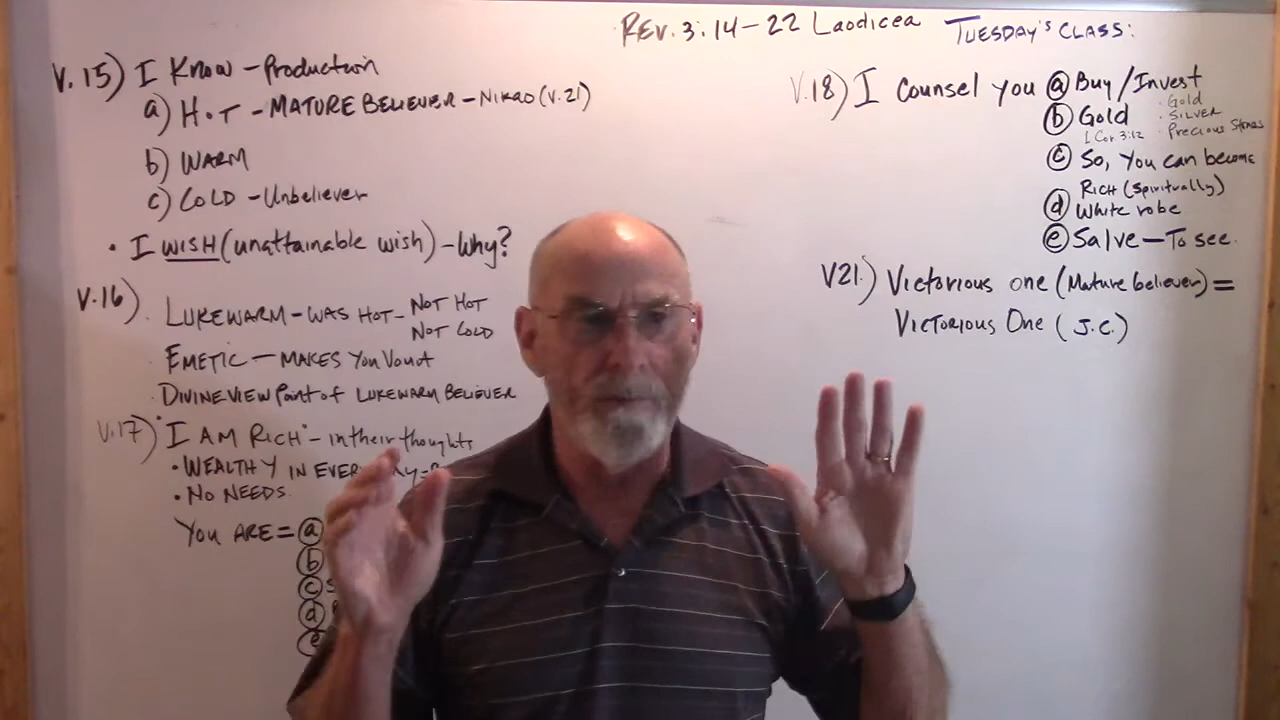 Rev. 3:14-22 Laodicea Tuesday's Class:
V.15) I Know - Production
a) Hot - Mature Believer - Nikao (v.21)
b) Warm
c) Cold - Unbeliever
• I Wish (unattainable wish) - Why?
V.16) • Lukewarm - was Hot - Not Hot
Not Cold
Emetic - Makes You Vomit
• Divine View Point of Lukewarm Believer
V.17) "I Am Rich" - in their thoughts
• Wealthy in
• No Needs.
You Are = (a)
(b)
(c)
(d)
(e)
V.18) I Counsel you (a) Buy/Invest
(b) Gold · Gold
· Silver
1 Cor 3:12 · Precious Stones
(c) So, You can become
Rich (spiritually)
(d) White robe
(e) Salve - To see.
V21.) Victorious one (Mature believer) =
Victorious One (J.C.)